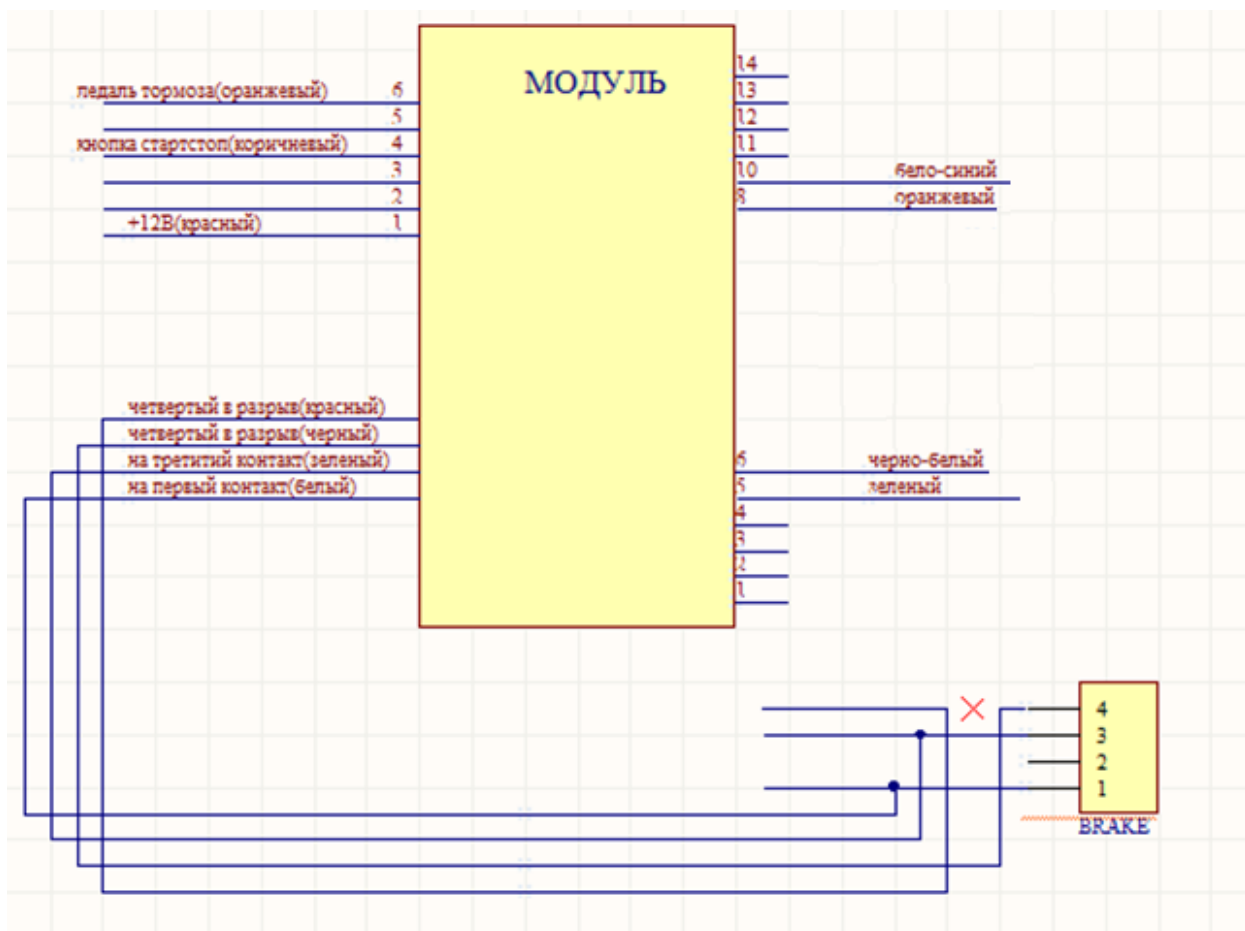 МОДУЛЬ
педаль тормоза(оранжевый) 6
5
кнопка стартстоп(коричневый) 4
3
2
+12В(красный) 1
14
13
12
11
10 бело-синий
8 оранжевый
четвертый в разрыв(красный)
четвертый в разрыв(черный)
на третитий контакт(зеленый)
на первый контакт(белый)
6 черно-белый
5 зеленый
4
3
2
1
4
3
2
1
BRAKE